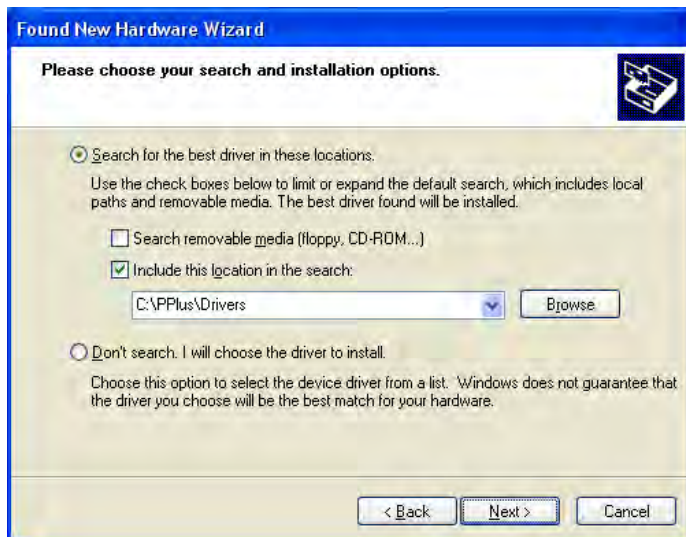 Found New Hardware Wizard
Please choose your search and installation options.
Search for the best driver in these locations.
Use the check boxes below to limit or expand the default search, which includes local
paths and removable media. The best driver found will be installed.
Search removable media (floppy, CD-ROM...)
Include this location in the search:
C:\PPlus\Drivers
Browse
Don't search. I will choose the driver to install.
Choose this option to select the device driver from a list. Windows does not guarantee that
the driver you choose will be the best match for your hardware.
< Back
Next >
Cancel